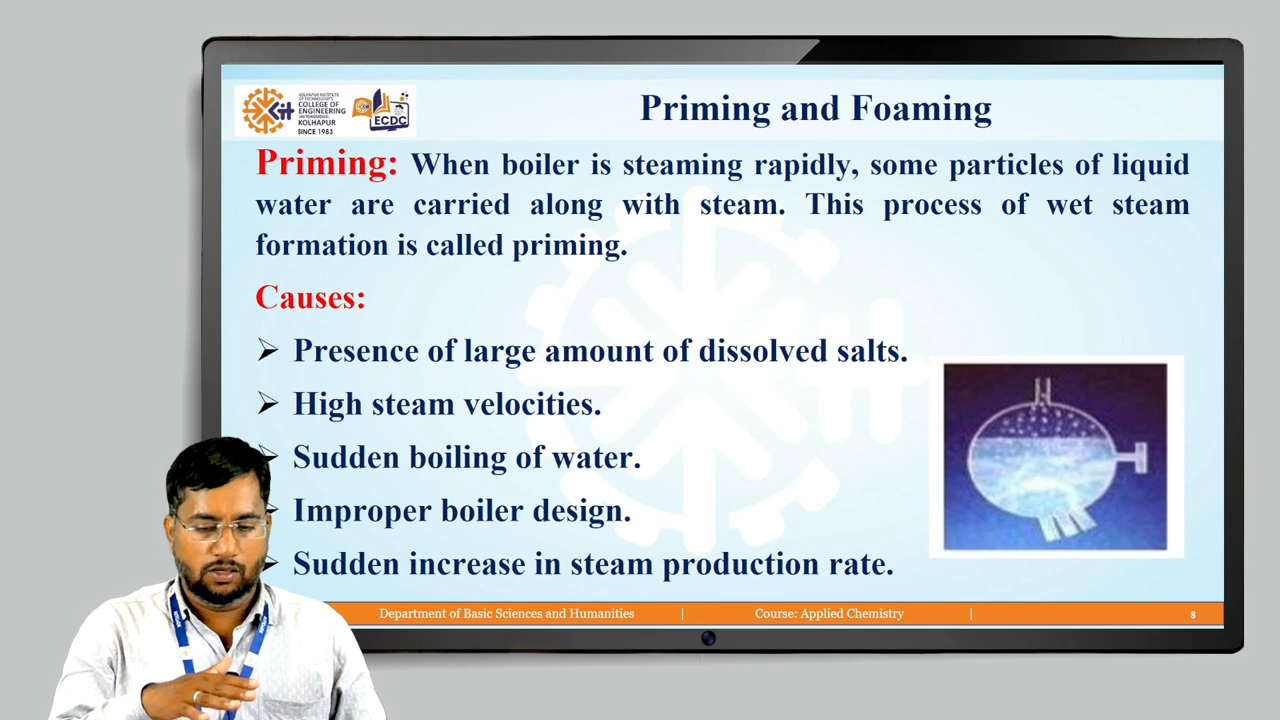 KOLHAPUR INSTITUTE
OF TECHNOLOGY'S
COLLEGE OF
ENGINEERING
(AUTONOMOUS)
KOLHAPUR
SINCE 1983
ECDC
Priming and Foaming
Priming: When boiler is steaming rapidly, some particles of liquid
water are carried along with steam. This process of wet steam
formation is called priming.
Causes:
➢ Presence of large amount of dissolved salts.
➢ High steam velocities.
➢ Sudden boiling of water.
➢ Improper boiler design.
➢ Sudden increase in steam production rate.
Department of Basic Sciences and Humanities | Course: Applied Chemistry | 8